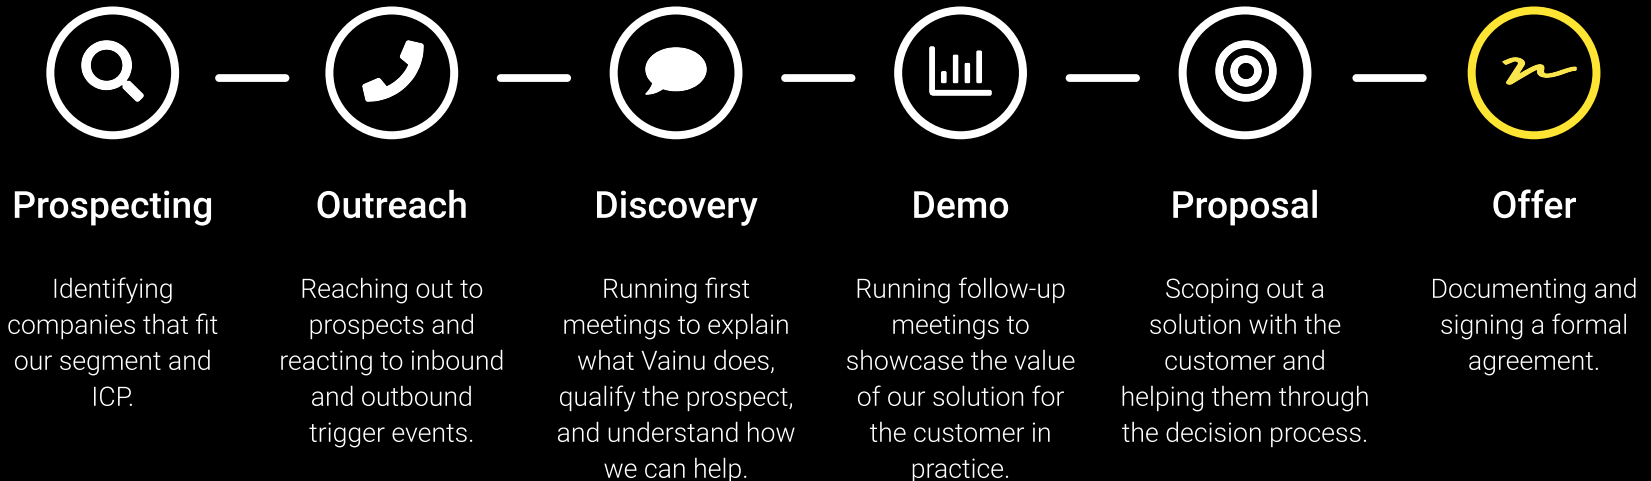 Prospecting
Identifying
companies that fit
our segment and
ICP.
Outreach
Reaching out to
prospects and
reacting to inbound
and outbound
trigger events.
Discovery
Running first
meetings to explain
what Vainu does,
qualify the prospect,
and understand how
we can help.
Demo
Running follow-up
meetings to
showcase the value
of our solution for
the customer in
practice.
Proposal
Scoping out a
solution with the
customer and
helping them through
the decision process.
Offer
Documenting and
signing a formal
agreement.